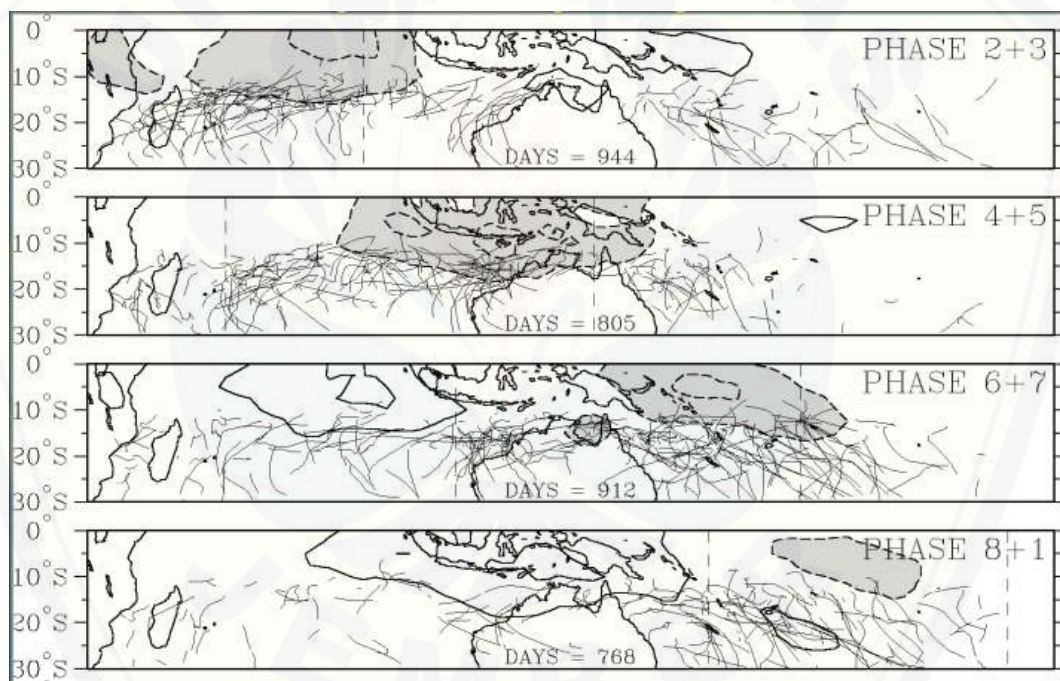 0°
PHASE 2+3
10°S
20°S
DAYS = 944
30°S
0°
PHASE 4+5
10°S
20°S
DAYS = 805
30°S
0°
PHASE 6+7
10°S
20°S
DAYS = 912
30°S
0°
PHASE 8+1
10°S
20°S
DAYS = 768
30°S